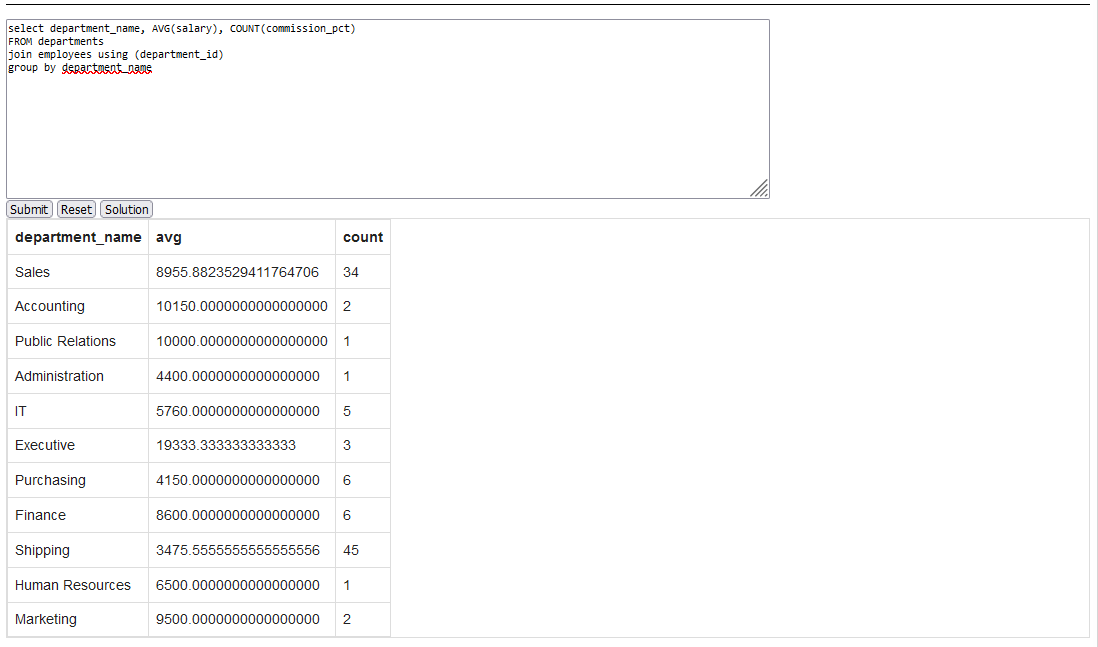 select department_name, AVG(salary), COUNT(commission_pct)
FROM departments
join employees using (department_id)
group by department_name
Submit Reset Solution
department_name avg count
Sales 8955.8823529411764706 34
Accounting 10150.0000000000000000 2
Public Relations 10000.0000000000000000 1
Administration 4400.0000000000000000 1
IT 5760.0000000000000000 5
Executive 19333.333333333333 3
Purchasing 4150.0000000000000000 6
Finance 8600.0000000000000000 6
Shipping 3475.5555555555555556 45
Human Resources 6500.0000000000000000 1
Marketing 9500.0000000000000000 2